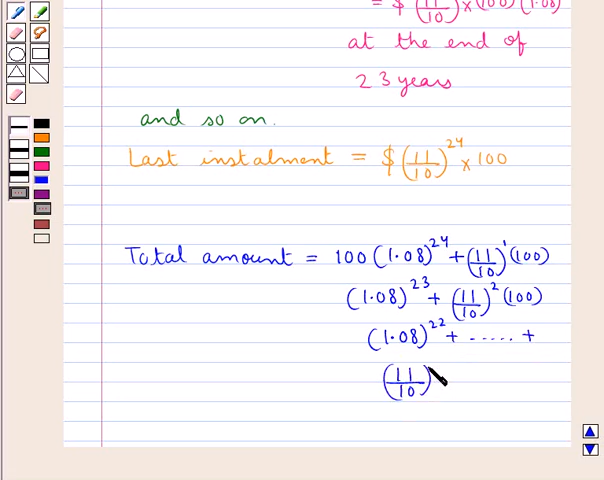 = $ (11/10) × (100) (1.08)
at the end of
23 years
and so on.
Last instalment = $ (11/10)^24 × 100
Total amount = 100 (1.08)^24 + (11/10)^1 (100)
(1.08)^23 + (11/10)^2 (100)
(1.08)^22 + ...... +
(11/10)